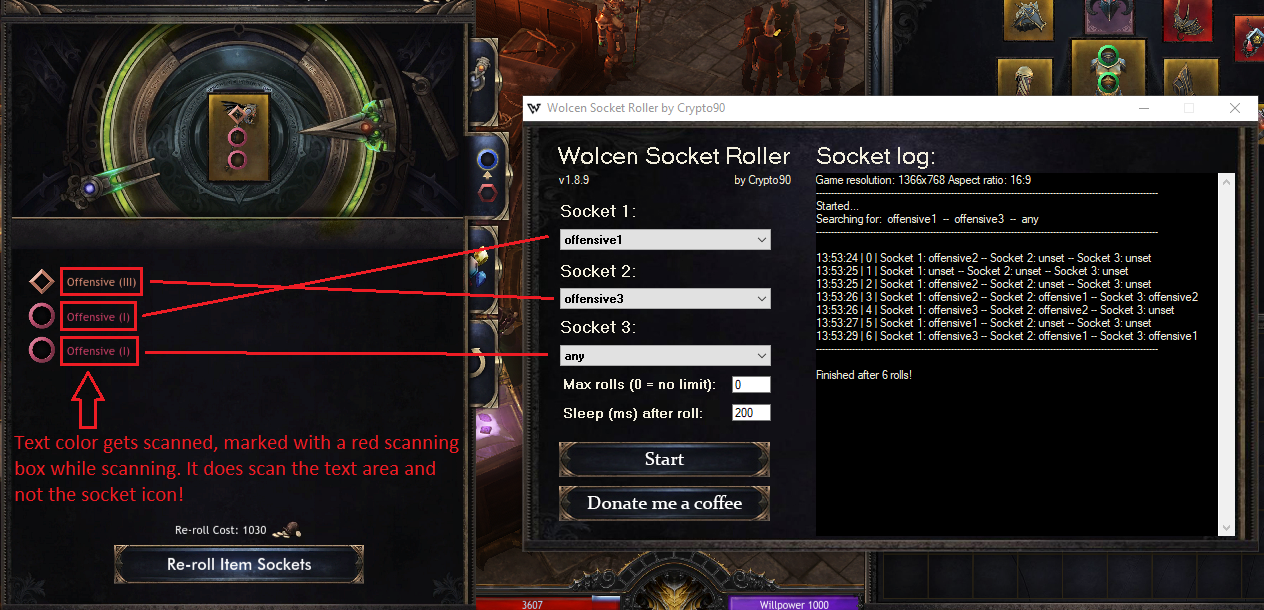 Offensive (III)
Offensive (I)
Offensive (I)
Text color gets scanned, marked with a red scanning
box while scanning. It does scan the text area and
not the socket icon!
Re-roll Cost: 1030
Re-roll Item Sockets
Wolcen Socket Roller by Crypto90
Wolcen Socket Roller
v1.8.9
by Crypto90
Socket 1:
offensive1
Socket 2:
offensive3
Socket 3:
any
Max rolls (0 = no limit):
0
Sleep (ms) after roll:
200
Start
Donate me a coffee
Socket log:
Game resolution: 1366x768 Aspect ratio: 16:9
Started...
Searching for: offensive1 -- offensive3 -- any
13:53:24 | 0 | Socket 1: offensive2 -- Socket 2: unset -- Socket 3: unset
13:53:25 | 1 | Socket 1: unset -- Socket 2: unset -- Socket 3: unset
13:53:25 | 2 | Socket 1: offensive2 -- Socket 2: unset -- Socket 3: unset
13:53:26 | 3 | Socket 1: offensive2 -- Socket 2: offensive1 -- Socket 3: offensive2
13:53:26 | 4 | Socket 1: offensive3 -- Socket 2: offensive2 -- Socket 3: unset
13:53:27 | 5 | Socket 1: offensive1 -- Socket 2: unset -- Socket 3: unset
13:53:29 | 6 | Socket 1: offensive3 -- Socket 2: offensive1 -- Socket 3: offensive1
Finished after 6 rolls!
3607
Willpower 1000